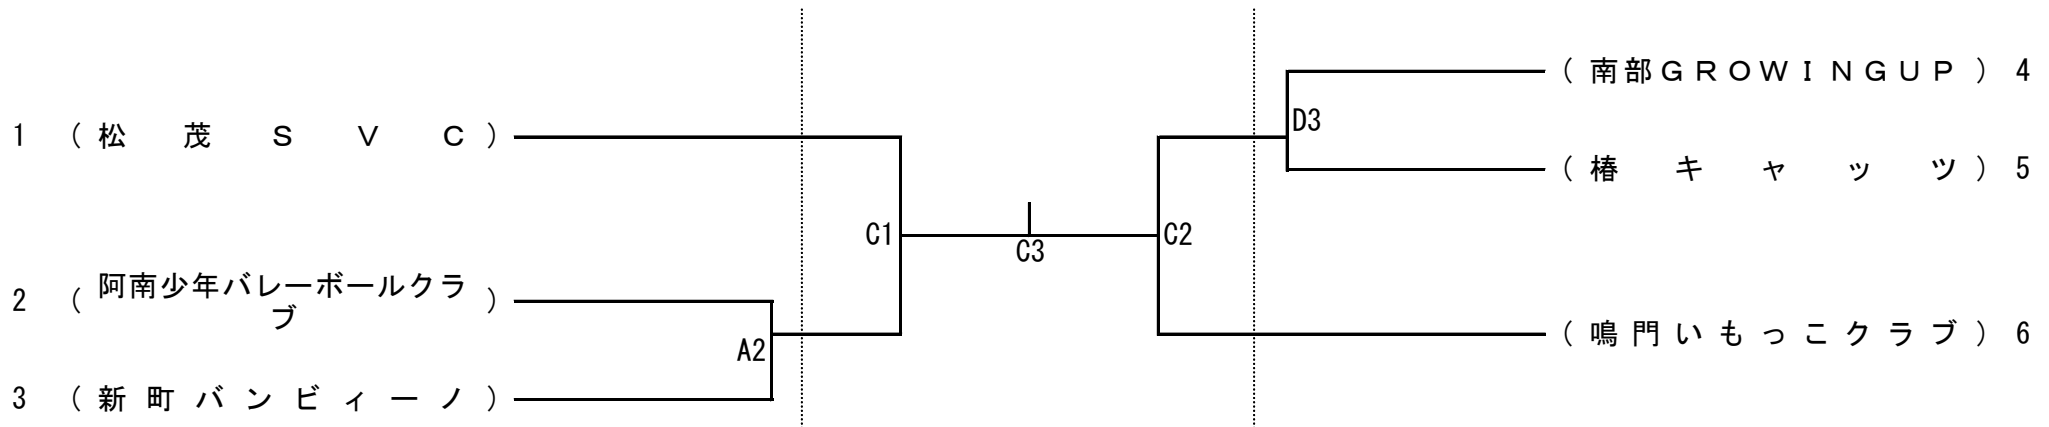 1 (松茂ＳＶＣ)
2 (阿南少年バレーボールクラ
ブ)
3 (新町バンビィーノ)
A2
C1
C3
C2
D3
(南部ＧＲＯＷＩＮＧＵＰ) 4
(椿キャッツ) 5
(鳴門いもっこクラブ) 6